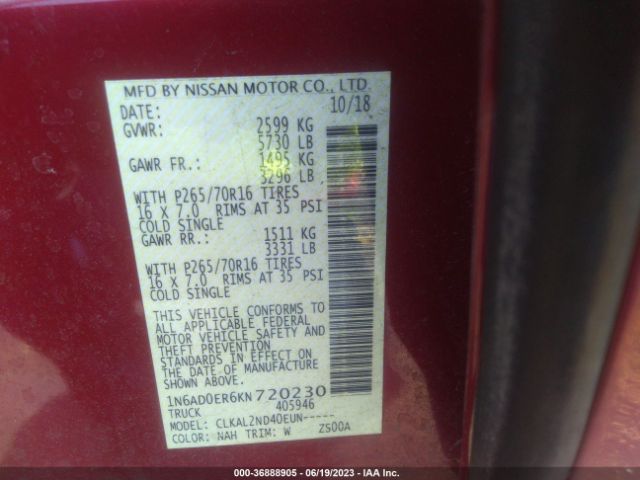 MFD BY NISSAN MOTOR CO., LTD.
DATE: 10/18
GVWR: 2599 KG
5730 LB
GAWR FR.: 1495 KG
3296 LB
WITH P265/70R16 TIRES
16 X 7.0 RIMS AT 35 PSI
COLD SINGLE
GAWR RR.: 1511 KG
3331 LB
WITH P265/70R16 TIRES
16 X 7.0 RIMS AT 35 PSI
COLD SINGLE
THIS VEHICLE CONFORMS TO
ALL APPLICABLE FEDERAL
MOTOR VEHICLE SAFETY AND
THEFT PREVENTION
STANDARDS IN EFFECT ON
THE DATE OF MANUFACTURE
SHOWN ABOVE.
1N6AD0ER6KN720230
TRUCK 405946
MODEL: CLKAL2ND40EUN-----
COLOR: NAH TRIM: W ZS00A
000-36888905 - 06/19/2023 - IAA Inc.